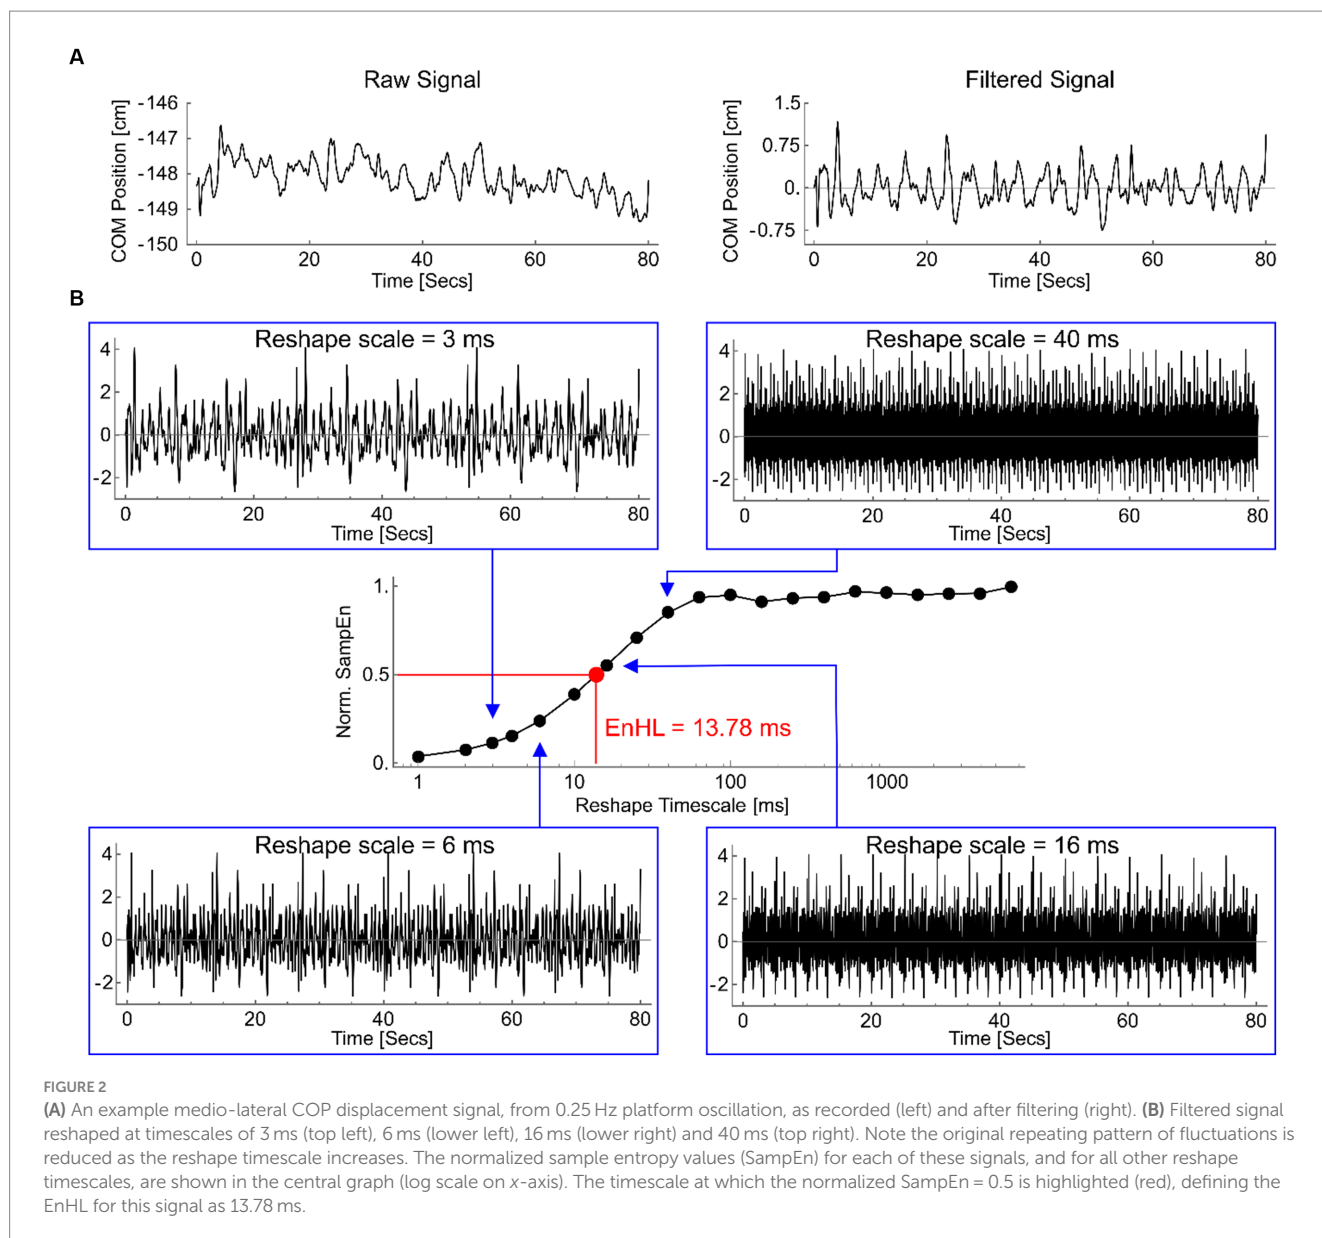 A
Raw Signal
Filtered Signal
COM Position [cm]
-146
-147
-148
-149
-150
0
20
40
60
80
Time [Secs]
COM Position [cm]
1.5
0.75
0.
-0.75
0
20
40
60
80
Time [Secs]
B
Reshape scale = 3 ms
4
2
0
-2
0
20
40
60
80
Time [Secs]
Reshape scale = 40 ms
4
2
0
-2
0
20
40
60
80
Time [Secs]
Norm. SampEn
1.
0.5
0.
EnHL = 13.78 ms
1
10
100
1000
Reshape Timescale [ms]
Reshape scale = 6 ms
4
2
0
-2
0
20
40
60
80
Time [Secs]
Reshape scale = 16 ms
4
2
0
-2
0
20
40
60
80
Time [Secs]
FIGURE 2
(A) An example medio-lateral COP displacement signal, from 0.25 Hz platform oscillation, as recorded (left) and after filtering (right). (B) Filtered signal
reshaped at timescales of 3 ms (top left), 6 ms (lower left), 16 ms (lower right) and 40 ms (top right). Note the original repeating pattern of fluctuations is
reduced as the reshape timescale increases. The normalized sample entropy values (SampEn) for each of these signals, and for all other reshape
timescales, are shown in the central graph (log scale on x-axis). The timescale at which the normalized SampEn = 0.5 is highlighted (red), defining the
EnHL for this signal as 13.78 ms.